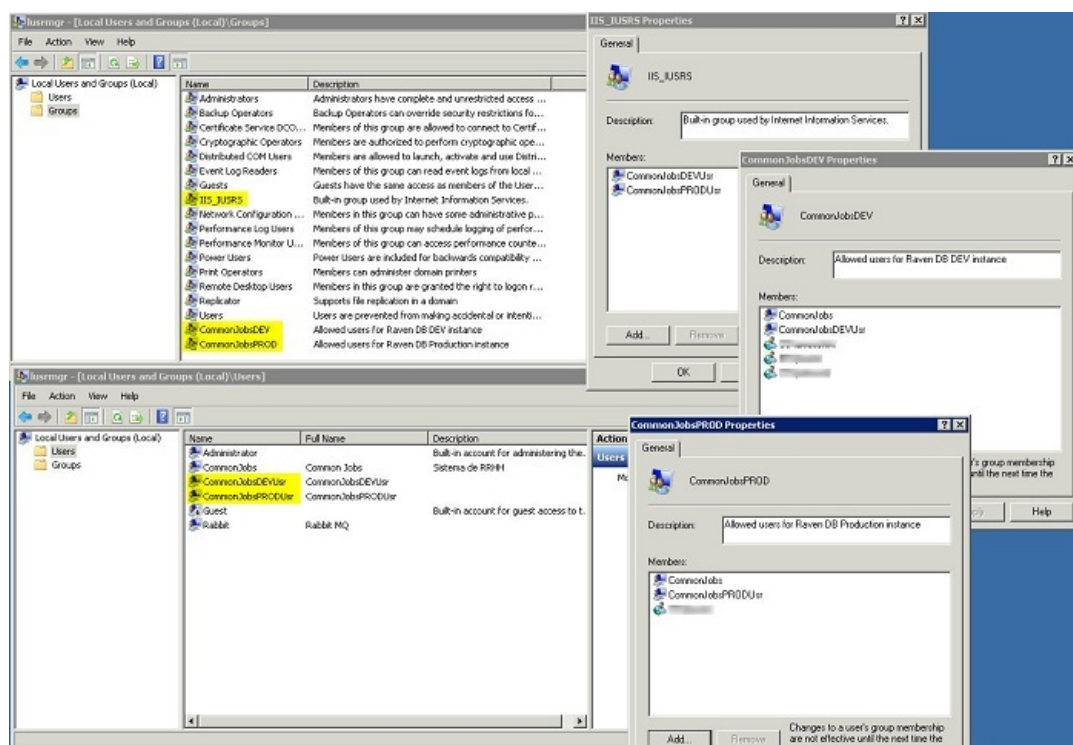 lusrmgr - [Local Users and Groups (Local)\Groups]
File Action View Help
Local Users and Groups (Local)
Users
Groups
Name Description
Administrators Administrators have complete and unrestricted access ...
Backup Operators Backup Operators can override security restrictions fo...
Certificate Service DCO... Members of this group are allowed to connect to Certif...
Cryptographic Operators Members are authorized to perform cryptographic ope...
Distributed COM Users Members are allowed to launch, activate and use Distri...
Event Log Readers Members of this group can read event logs from local ...
Guests Guests have the same access as members of the User...
IIS_IUSRS Built-in group used by Internet Information Services.
Network Configuration ... Members in this group can have some administrative p...
Performance Log Users Members of this group may schedule logging of perfor...
Performance Monitor U... Members of this group can access performance counte...
Power Users Power Users are included for backwards compatibility ...
Print Operators Members can administer domain printers
Remote Desktop Users Members in this group are granted the right to logon r...
Replicator Supports file replication in a domain
Users Users are prevented from making accidental or intenti...
CommonJobsDEV Allowed users for Raven DB DEV instance
CommonJobsPROD Allowed users for Raven DB Production instance
IIS_IUSRS Properties
General
IIS_IUSRS
Description: Built-in group used by Internet Information Services.
Members:
CommonJobsDEVUsr
CommonJobsPRODUsr
Add... Remove
OK
CommonJobsDEV Properties
General
CommonJobsDEV
Description: Allowed users for Raven DB DEV instance
Members:
CommonJobs
CommonJobsDEVUsr
's group membership
until the next time the
Help
lusrmgr - [Local Users and Groups (Local)\Users]
File Action View Help
Local Users and Groups (Local)
Users
Groups
Name Full Name Description
Administrator Built-in account for administering the...
CommonJobs Common Jobs Sistema de RRHH
CommonJobsDEVUsr CommonJobsDEVUsr
CommonJobsPRODUsr CommonJobsPRODUsr
Guest Built-in account for guest access to t...
Rabbit Rabbit MQ
Action
Users
CommonJobsPROD Properties
General
CommonJobsPROD
Description: Allowed users for Raven DB Production instance
Members:
CommonJobs
CommonJobsPRODUsr
Add... Remove
Changes to a user's group membership
are not effective until the next time the